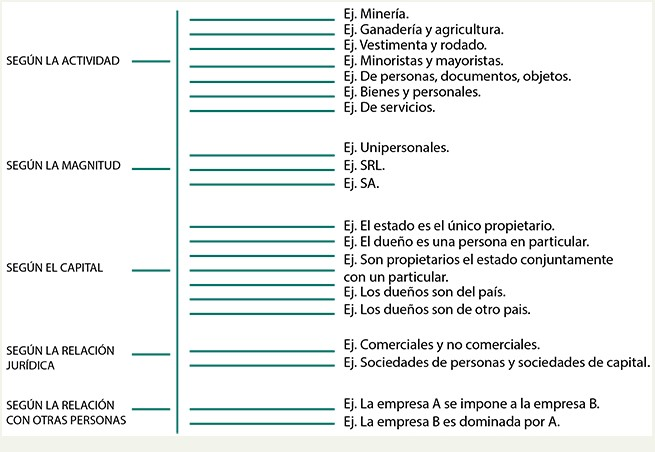 SEGÚN LA ACTIVIDAD
Ej. Minería.
Ej. Ganadería y agricultura.
Ej. Vestimenta y rodado.
Ej. Minoristas y mayoristas.
Ej. De personas, documentos, objetos.
Ej. Bienes y personales.
Ej. De servicios.
SEGÚN LA MAGNITUD
Ej. Unipersonales.
Ej. SRL.
Ej. SA.
SEGÚN EL CAPITAL
Ej. El estado es el único propietario.
Ej. El dueño es una persona en particular.
Ej. Son propietarios el estado conjuntamente
con un particular.
Ej. Los dueños son del país.
Ej. Los dueños son de otro pais.
SEGÚN LA RELACIÓN
JURÍDICA
Ej. Comerciales y no comerciales.
Ej. Sociedades de personas y sociedades de capital.
SEGÚN LA RELACIÓN
CON OTRAS PERSONAS
Ej. La empresa A se impone a la empresa B.
Ej. La empresa B es dominada por A.